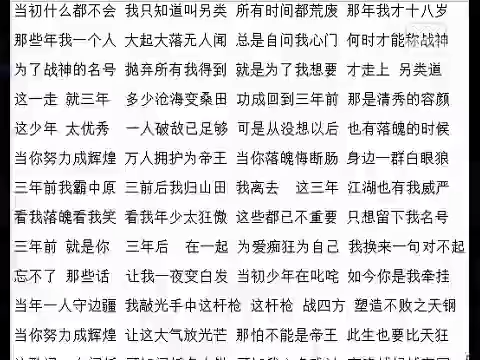 当初什么都不会 我只知道叫另类 所有时间都荒废 那年我才十八岁
那些年我一个人 大起大落无人闻 总是自问我心门 何时才能称战神
为了战神的名号 抛弃所有我得到 就是为了我想要 才走上 另类道
这一走 就三年 多少沧海变桑田 功成回到三年前 那是清秀的容颜
这少年 太优秀 一人破敌已足够 可是从没想以后 也有落魄的时候
当你努力成辉煌 万人拥护为帝王 当你落魄悔断肠 身边一群白眼狼
三年前我霸中原 三前后我归山田 我离去 这三年 江湖也有我威严
看我落魄看我笑 看我年少太狂傲 这些都已不重要 只想留下我名号
三年前 就是你 三年后 在一起 为爱痴狂为自己 我换来一句对不起
忘不了 那些话 让我一夜变白发 当初少年在叱咤 如今你是我牵挂
当年一人守边疆 我敲光手中这杆枪 这杆枪 战四方 塑造不败之天钢
当你努力成辉煌 让这大气放光芒 那怕不能是帝王 此生也要比天狂